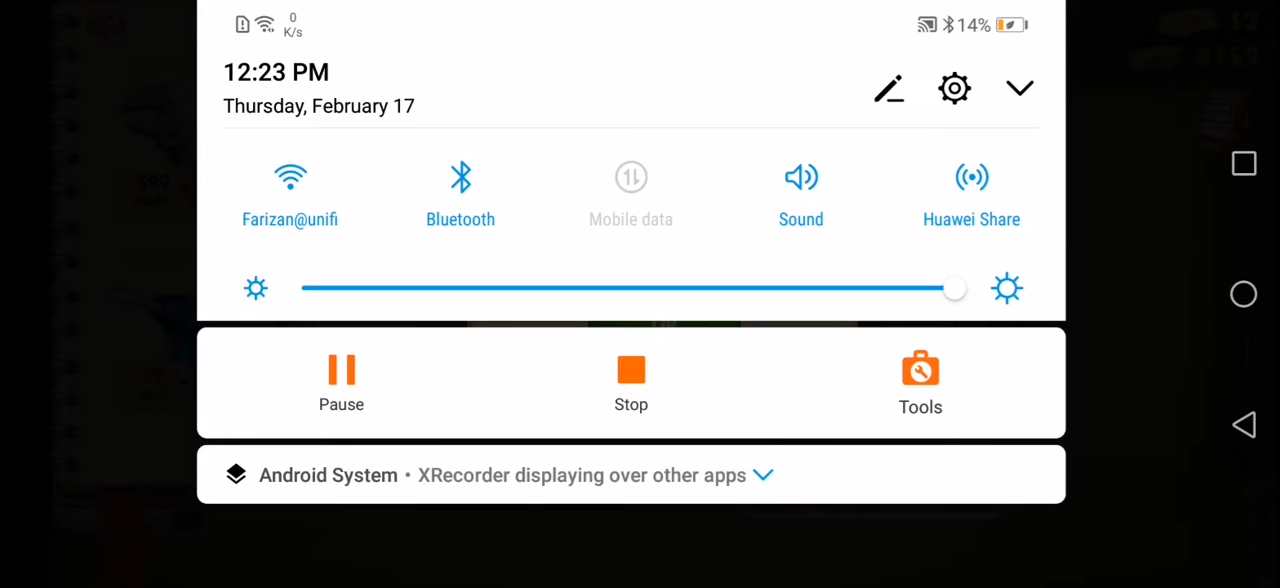 0
K/s
14%
12:23 PM
Thursday, February 17
Farizan@unifi
Bluetooth
Mobile data
Sound
Huawei Share
Pause
Stop
Tools
Android System • XRecorder displaying over other apps